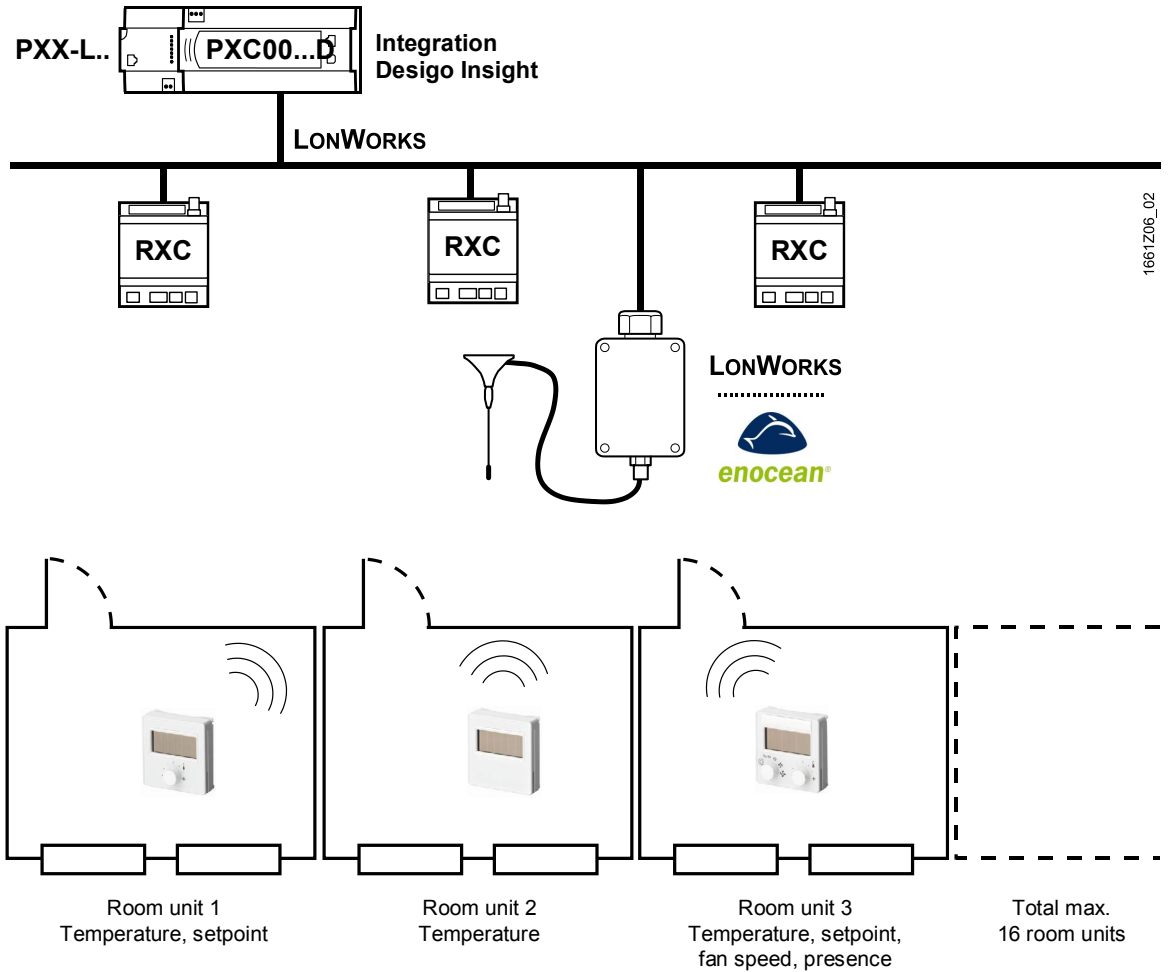 PXX-L..
PXC00...D
Integration
Desigo Insight
LONWORKS
RXC
RXC
RXC
1661Z06_02
LONWORKS
enocean®
Room unit 1
Temperature, setpoint
Room unit 2
Temperature
Room unit 3
Temperature, setpoint,
fan speed, presence
Total max.
16 room units